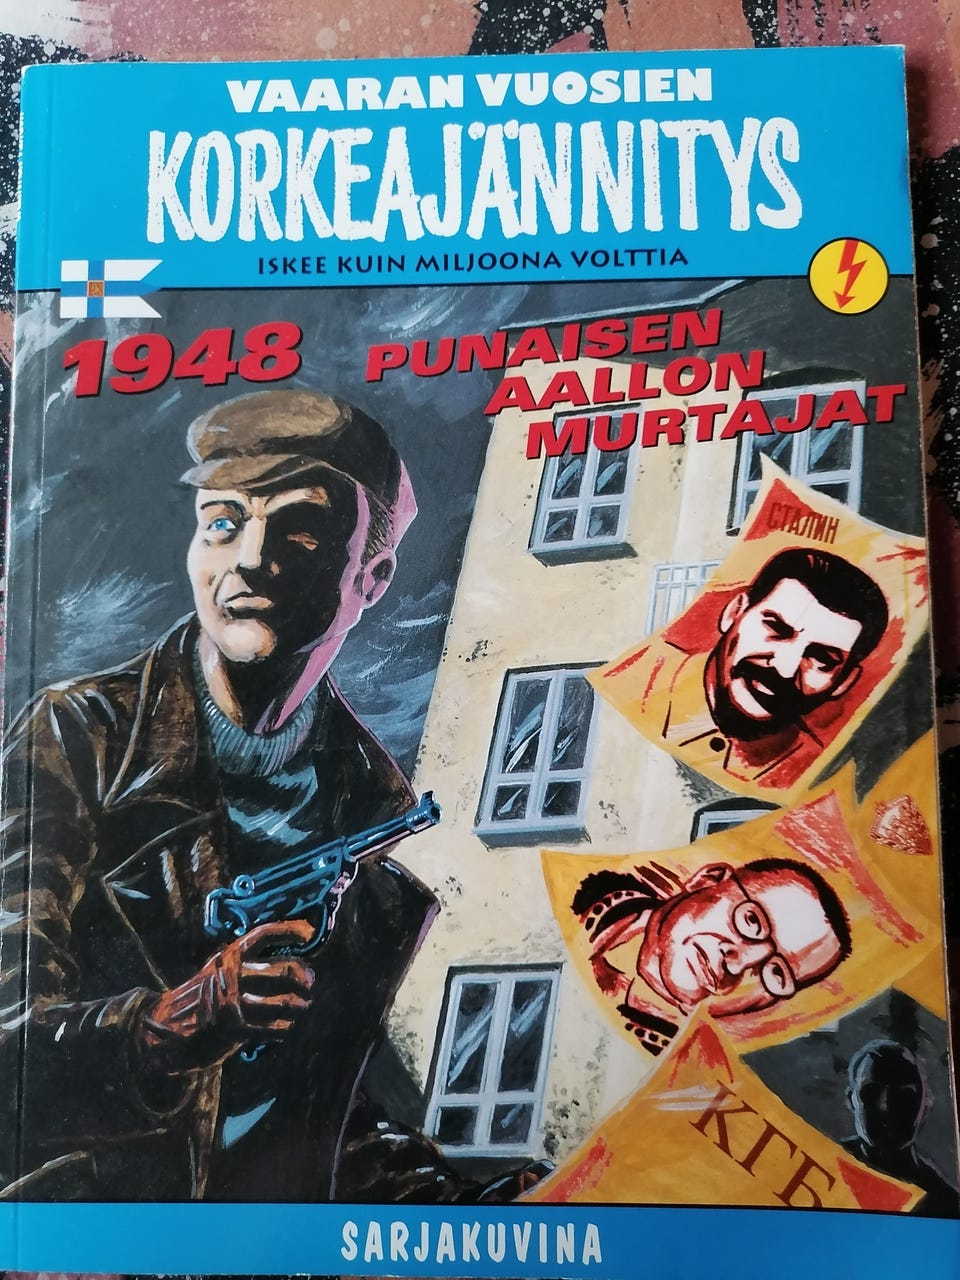 VAARAN VUOSIEN
KORKEAJÄNNITYS
ISKEE KUIN MILJOONA VOLTTIA
1948
PUNAISEN
AALLON
MURTAJAT
СТАЛИН
КГБ
SARJAKUVINA